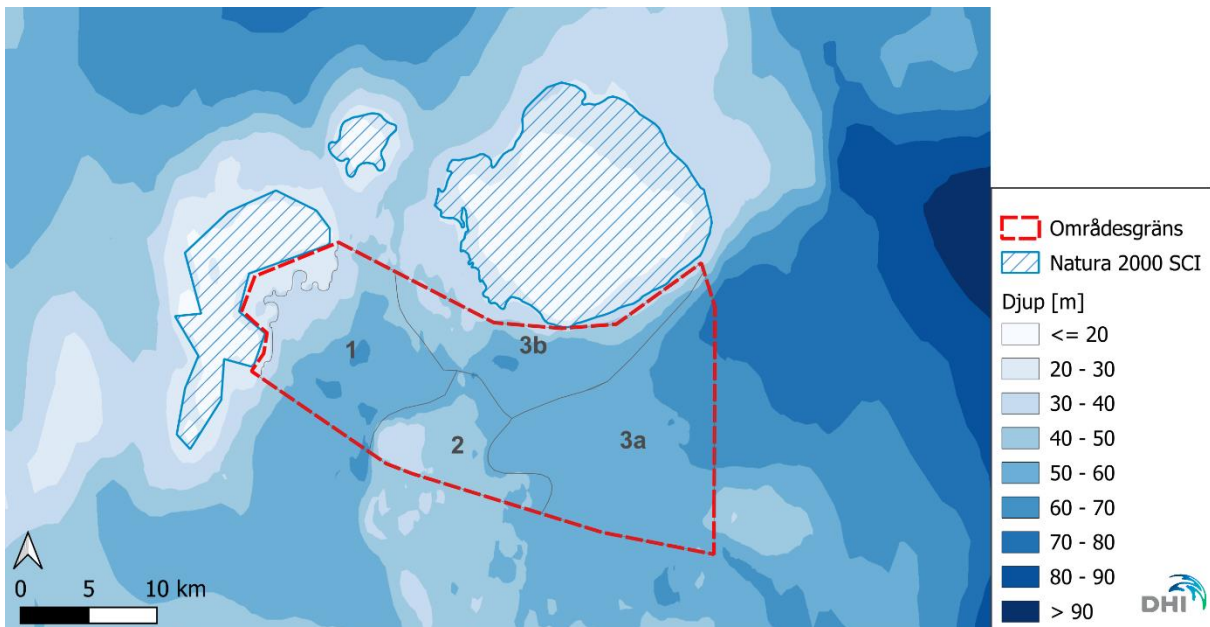 1
3b
2
3a
0 5 10 km
Områdesgräns
Natura 2000 SCI
Djup [m]
<= 20
20 - 30
30 - 40
40 - 50
50 - 60
60 - 70
70 - 80
80 - 90
> 90
DHI